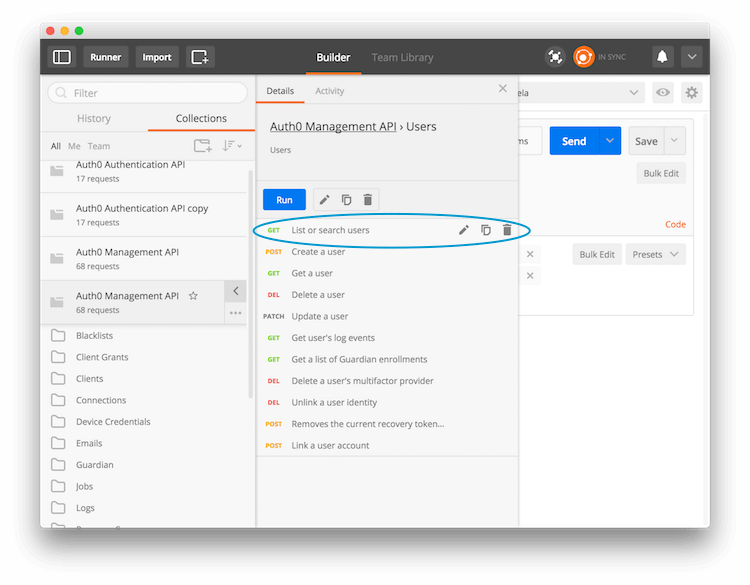 Runner
Import
Builder
Team Library
IN SYNC
Filter
History
Collections
All Me Team
Auth0 Authentication API
17 requests
Auth0 Authentication API copy
17 requests
Auth0 Management API
68 requests
Auth0 Management API
68 requests
Blacklists
Client Grants
Clients
Connections
Device Credentials
Emails
Guardian
Jobs
Logs
Details
Activity
Auth0 Management API › Users
Users
Run
GET List or search users
POST Create a user
GET Get a user
DEL Delete a user
PATCH Update a user
GET Get user's log events
GET Get a list of Guardian enrollments
DEL Delete a user's multifactor provider
DEL Unlink a user identity
POST Removes the current recovery token...
POST Link a user account
ela
ms
Send
Save
Bulk Edit
Code
Bulk Edit
Presets